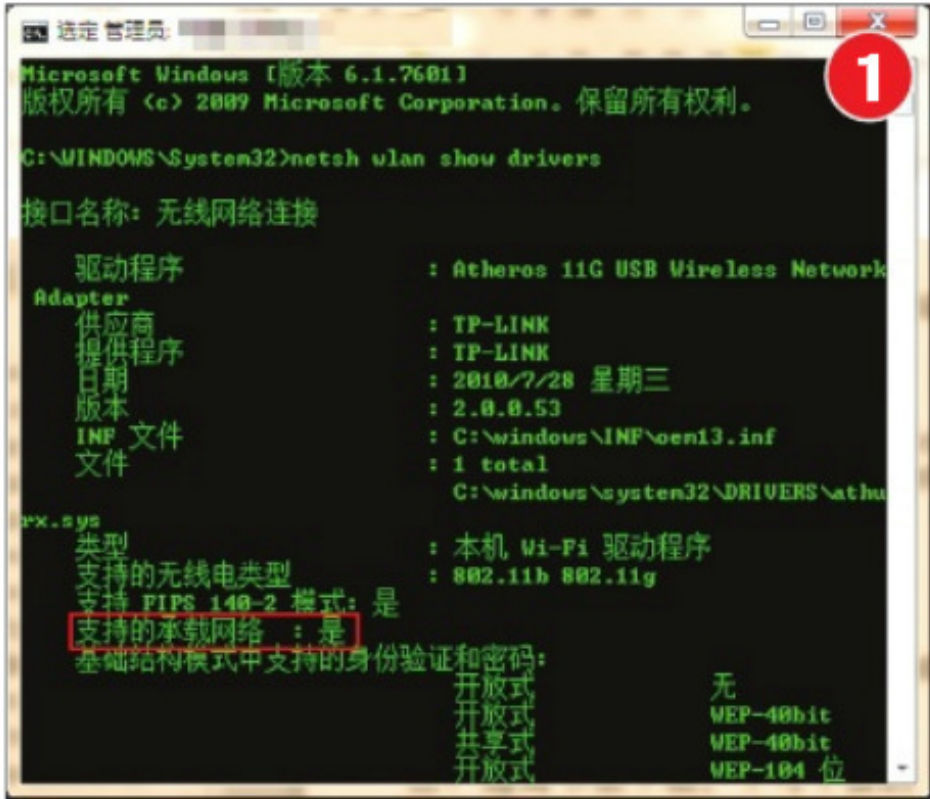 选定 管理员:
1
Microsoft Windows [版本 6.1.7601]
版权所有 (c) 2009 Microsoft Corporation。保留所有权利。
C:\WINDOWS\System32>netsh wlan show drivers
接口名称: 无线网络连接
驱动程序 : Atheros 11G USB Wireless Network
Adapter
供应商 : TP-LINK
提供程序 : TP-LINK
日期 : 2010/7/28 星期三
版本 : 2.0.0.53
INF 文件 : C:\windows\INF\oem13.inf
文件 : 1 total
C:\windows\system32\DRIVERS\athu
rx.sys
类型 : 本机 Wi-Fi 驱动程序
支持的无线电类型 : 802.11b 802.11g
支持 FIPS 140-2 模式: 是
支持的承载网络 : 是
基础结构模式中支持的身份验证和密码:
开放式 无
开放式 WEP-40bit
共享式 WEP-40bit
开放式 WEP-104 位